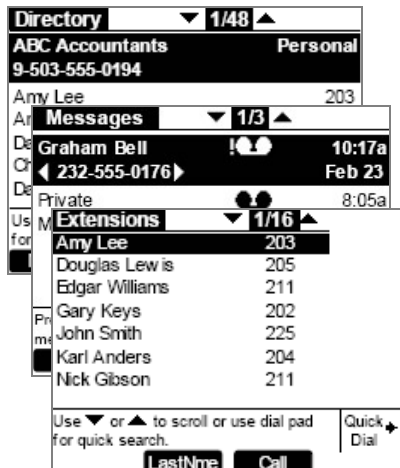 Directory 1/48
ABC Accountants Personal
9-503-555-0194
Amy Lee 203
Messages 1/3
Graham Bell 10:17a
232-555-0176 Feb 23
Private 8:05a
Extensions 1/16
Amy Lee 203
Douglas Lewis 205
Edgar Williams 211
Gary Keys 202
John Smith 225
Karl Anders 204
Nick Gibson 211
Use ▼ or ▲ to scroll or use dial pad
for quick search.
Quick
Dial
LastNme Call